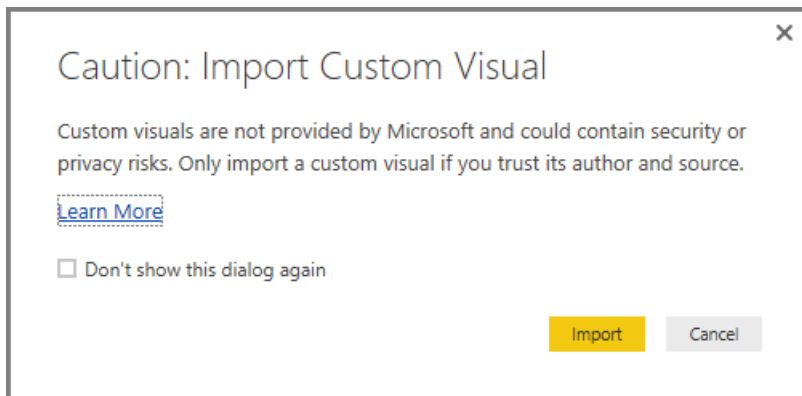 Caution: Import Custom Visual
Custom visuals are not provided by Microsoft and could contain security or
privacy risks. Only import a custom visual if you trust its author and source.
Learn More
Don't show this dialog again
Import Cancel